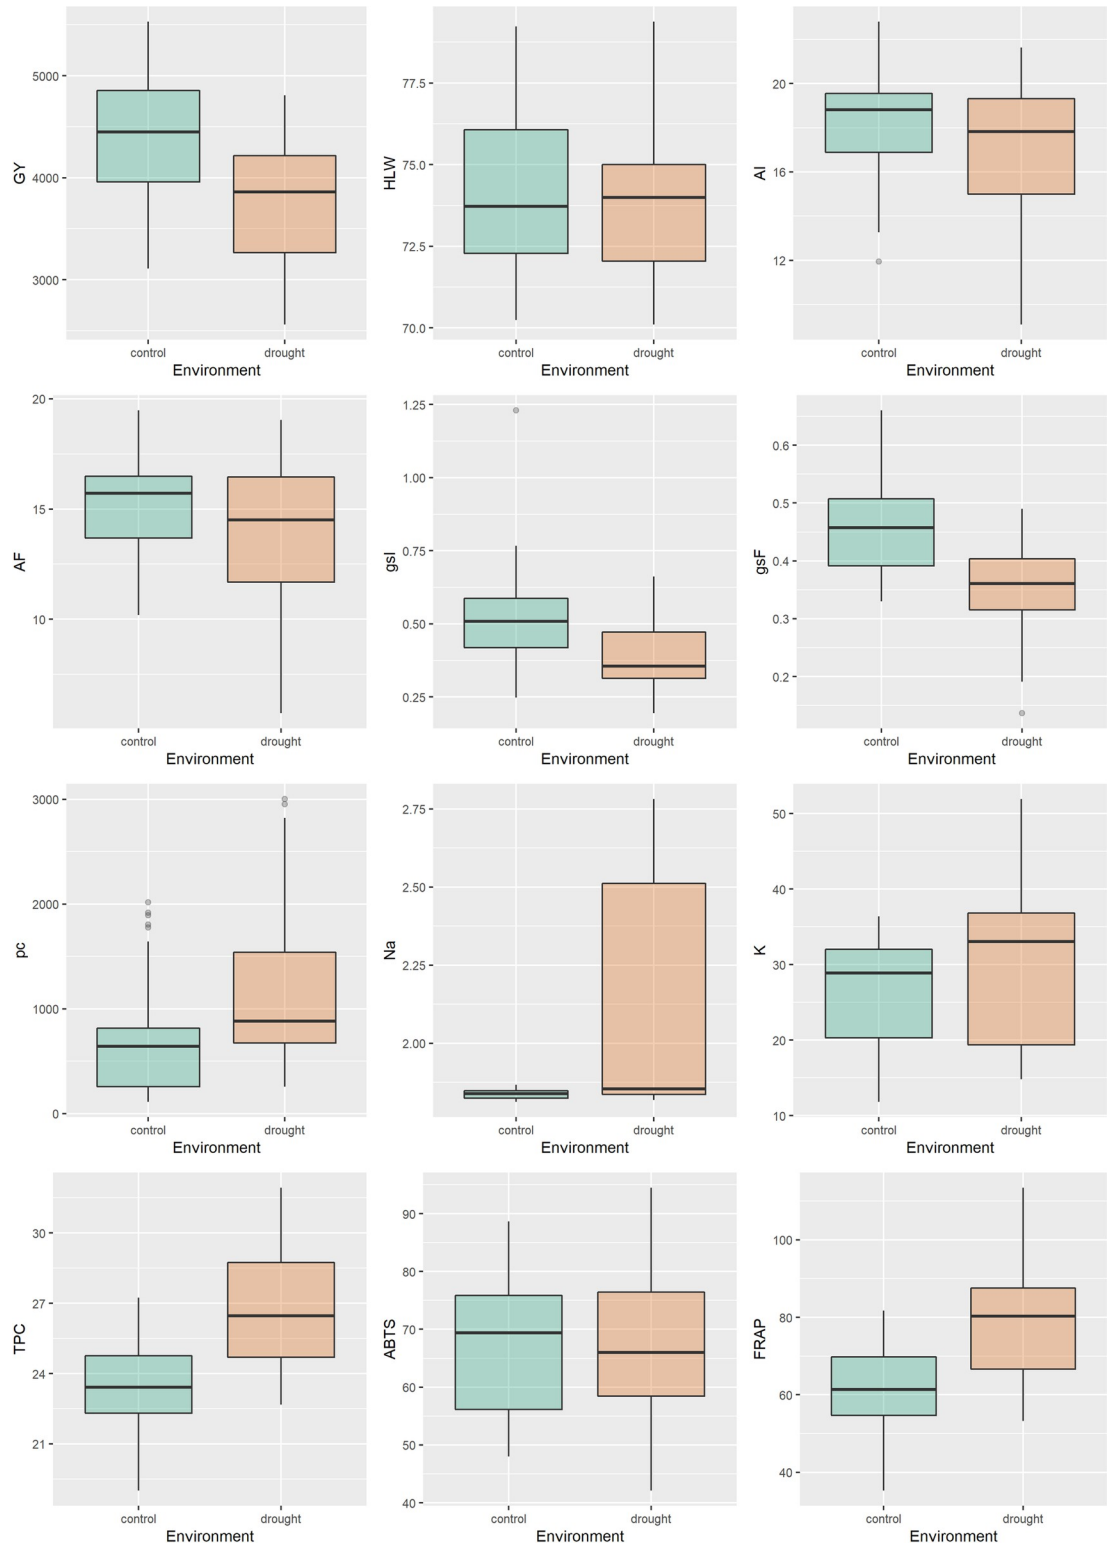 GY
5000
4000
3000
control drought
Environment
HLW
77.5
75.0
72.5
70.0
control drought
Environment
AI
20
16
12
control drought
Environment
AF
20
15
10
control drought
Environment
gsI
1.25
1.00
0.75
0.50
0.25
control drought
Environment
gsF
0.6
0.5
0.4
0.3
0.2
control drought
Environment
pc
3000
2000
1000
0
control drought
Environment
Na
2.75
2.50
2.25
2.00
control drought
Environment
K
50
40
30
20
10
control drought
Environment
TPC
30
27
24
21
control drought
Environment
ABTS
90
80
70
60
50
40
control drought
Environment
FRAP
100
80
60
40
control drought
Environment